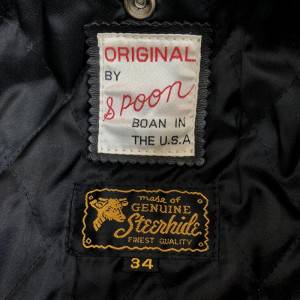 ORIGINAL
BY
Spoon
BOAN IN
THE U.S.A
made of
GENUINE
Steerhide
FINEST QUALITY
34